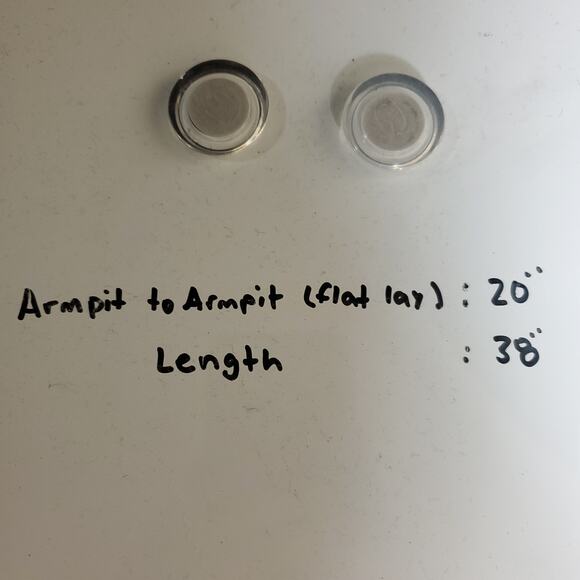 Armpit to Armpit (flat lay) : 20"
Length : 38"